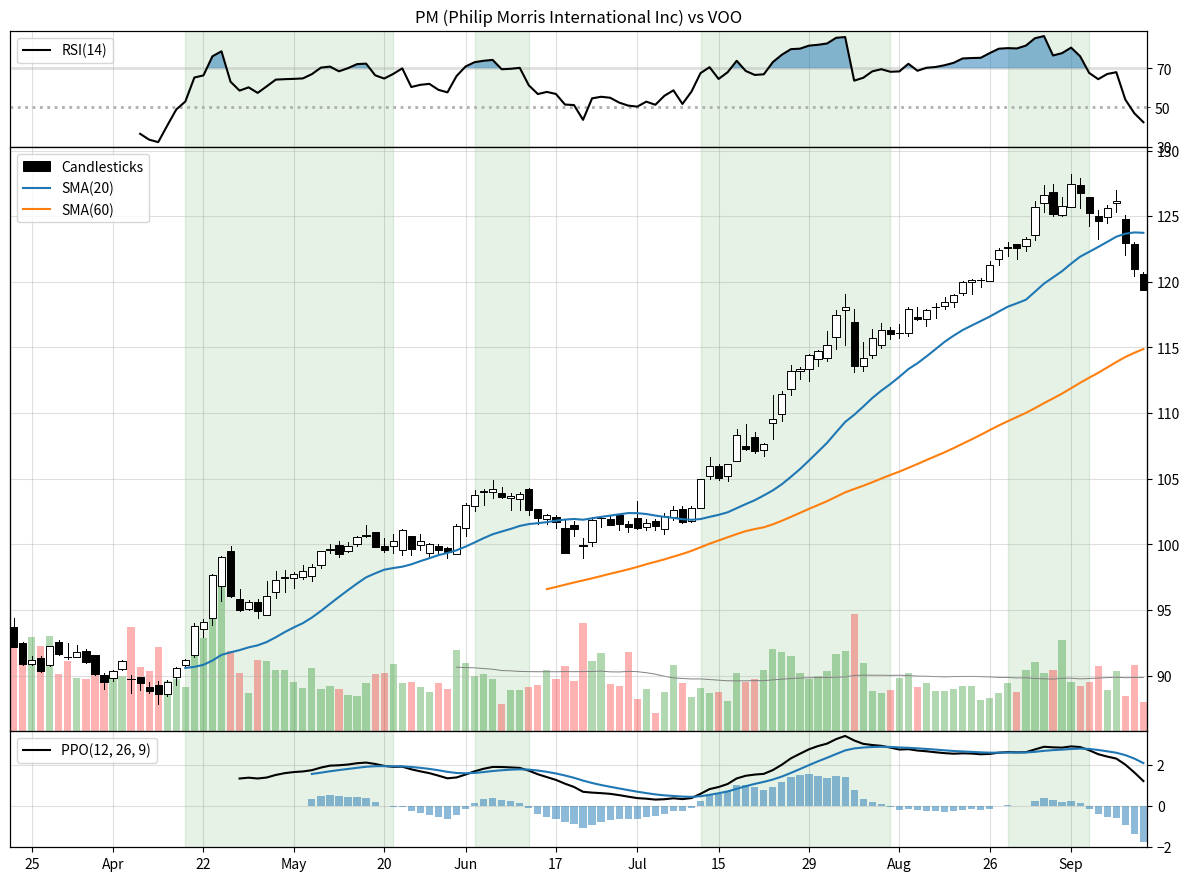 PM (Philip Morris International Inc) vs VOO
RSI(14)
70
50
30
Candlesticks
SMA(20)
SMA(60)
130
125
120
115
110
105
100
95
90
PPO(12, 26, 9)
2
0
−2
25 Apr 22 May 20 Jun 17 Jul 15 29 Aug 26 Sep